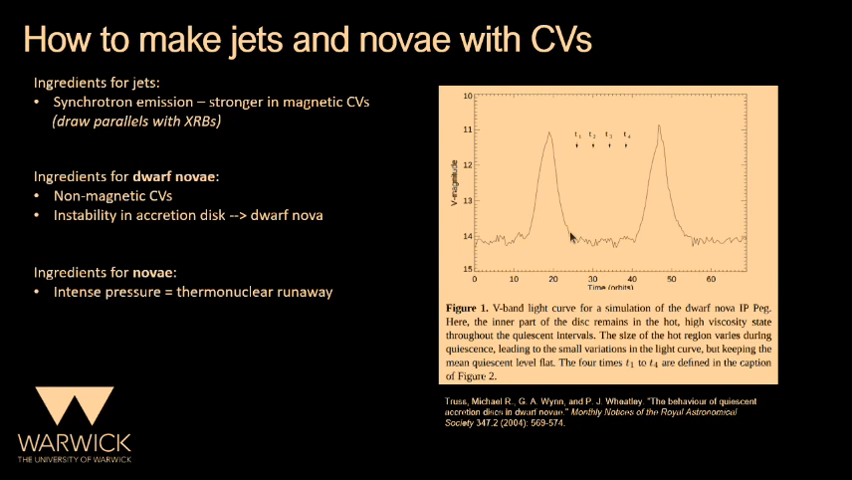 How to make jets and novae with CVs
Ingredients for jets:
• Synchrotron emission – stronger in magnetic CVs
(draw parallels with XRBs)
Ingredients for dwarf novae:
• Non-magnetic CVs
• Instability in accretion disk --> dwarf nova
Ingredients for novae:
• Intense pressure = thermonuclear runaway
WARWICK
THE UNIVERSITY OF WARWICK
10
11
12
13
14
15
V-magnitude
t1 t2 t3 t4
0 10 20 30 40 50 60
Time (orbits)
Figure 1. V-band light curve for a simulation of the dwarf nova IP Peg.
Here, the inner part of the disc remains in the hot, high viscosity state
throughout the quiescent intervals. The size of the hot region varies during
quiescence, leading to the small variations in the light curve, but keeping the
mean quiescent level flat. The four times t1 to t4 are defined in the caption
of Figure 2.
Truss, Michael R., G. A. Wynn, and P. J. Wheatley. "The behaviour of quiescent
accretion discs in dwarf novae." Monthly Notices of the Royal Astronomical
Society 347.2 (2004): 569-574.